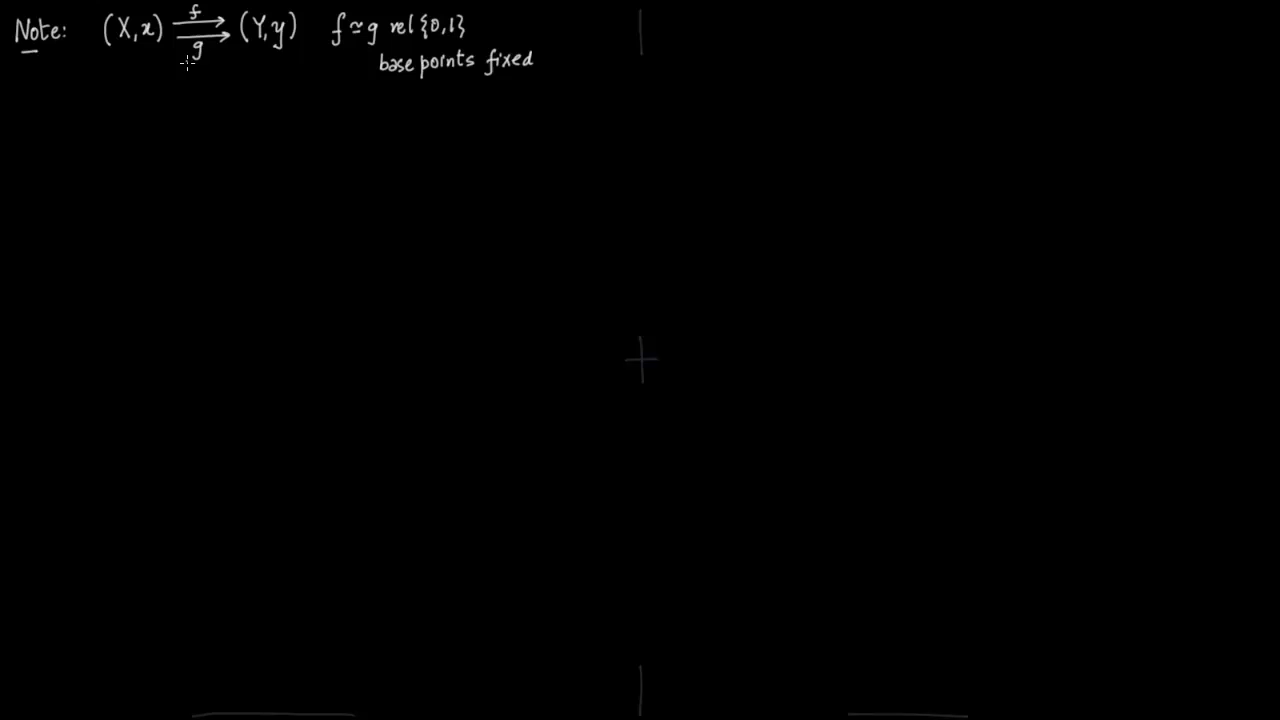 Note: (X,x) f⇉g (Y,y) f ≃ g rel {0,1}
base points fixed